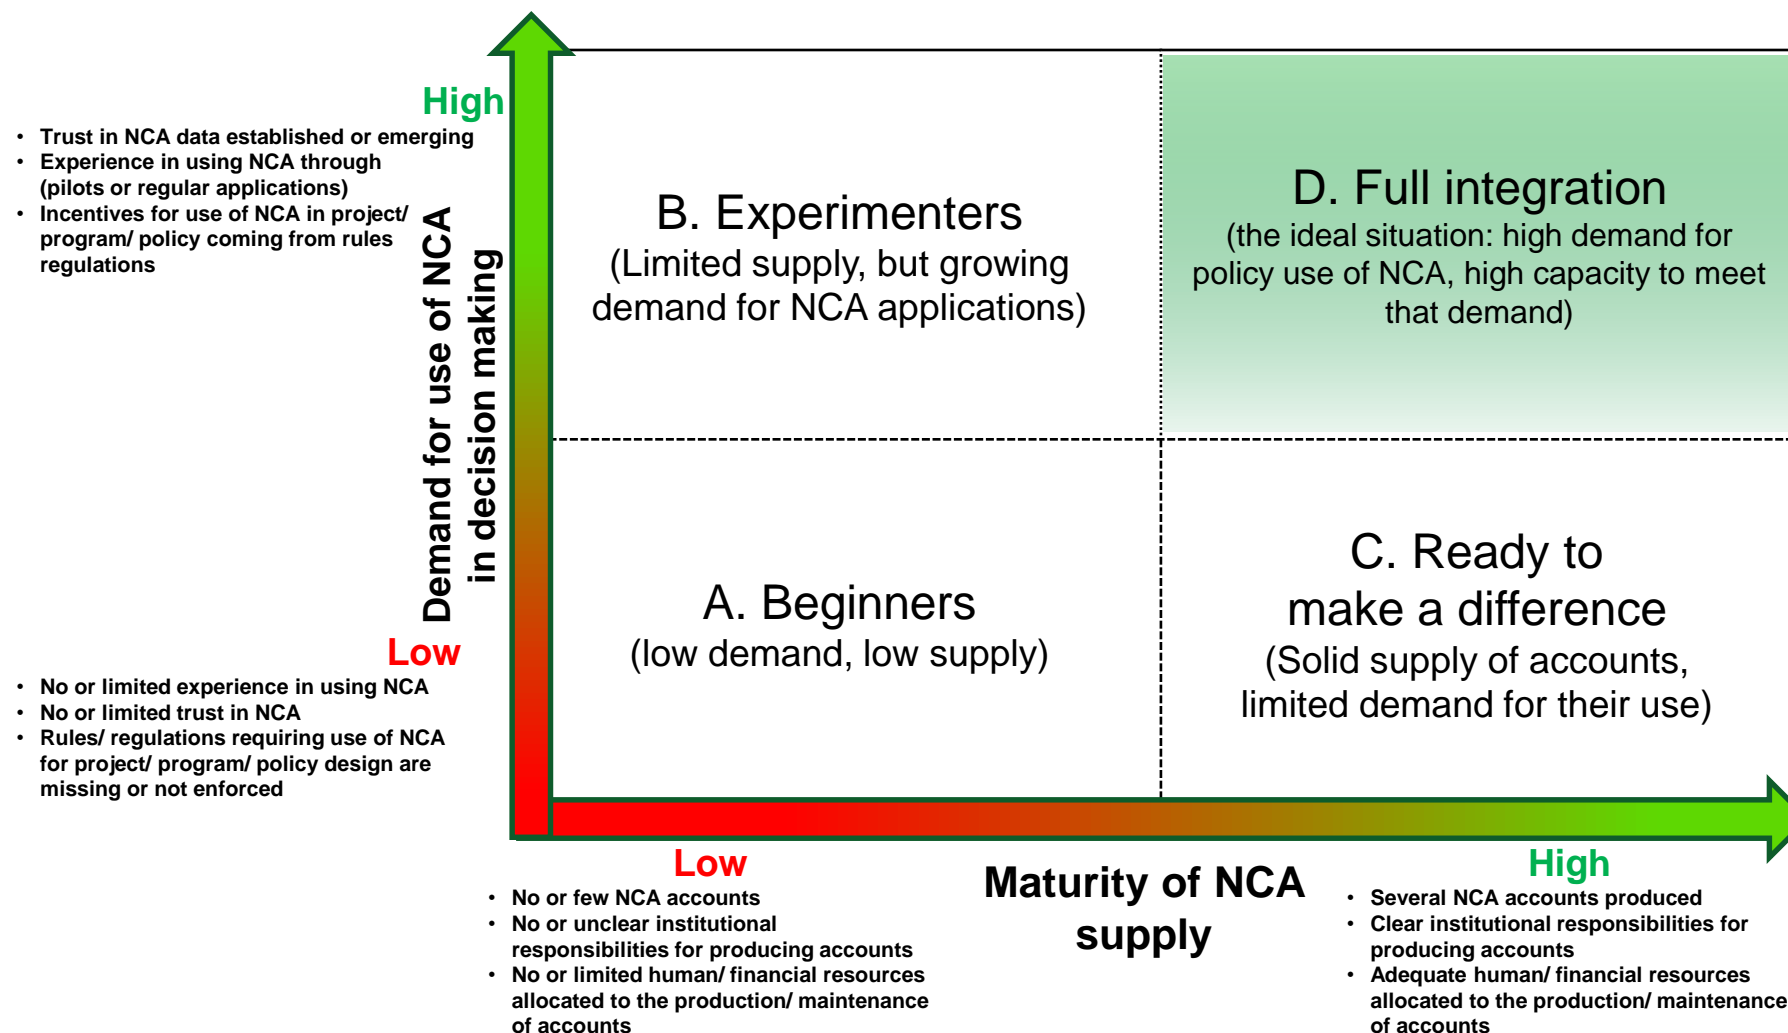 High
• Trust in NCA data established or emerging
• Experience in using NCA through
(pilots or regular applications)
• Incentives for use of NCA in project/
program/ policy coming from rules
regulations
Demand for use of NCA
in decision making
Low
• No or limited experience in using NCA
• No or limited trust in NCA
• Rules/ regulations requiring use of NCA
for project/ program/ policy design are
missing or not enforced
B. Experimenters
(Limited supply, but growing
demand for NCA applications)
D. Full integration
(the ideal situation: high demand for
policy use of NCA, high capacity to meet
that demand)
A. Beginners
(low demand, low supply)
C. Ready to
make a difference
(Solid supply of accounts,
limited demand for their use)
Low
• No or few NCA accounts
• No or unclear institutional
responsibilities for producing accounts
• No or limited human/ financial resources
allocated to the production/ maintenance
of accounts
Maturity of NCA
supply
High
• Several NCA accounts produced
• Clear institutional responsibilities for
producing accounts
• Adequate human/ financial resources
allocated to the production/ maintenance
of accounts